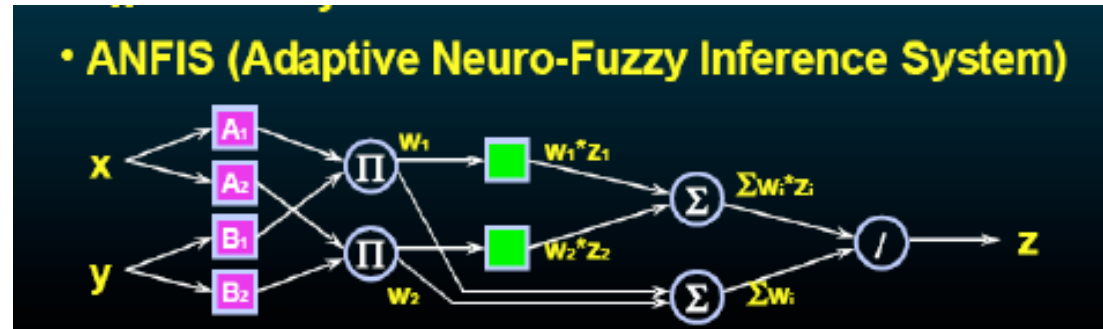 • ANFIS (Adaptive Neuro-Fuzzy Inference System)
x
A₁
A₂
y
B₁
B₂
Π
w₁
Π
w₂
w₁*z₁
w₂*z₂
Σ
Σwᵢ*zᵢ
Σ
Σwᵢ
/
z